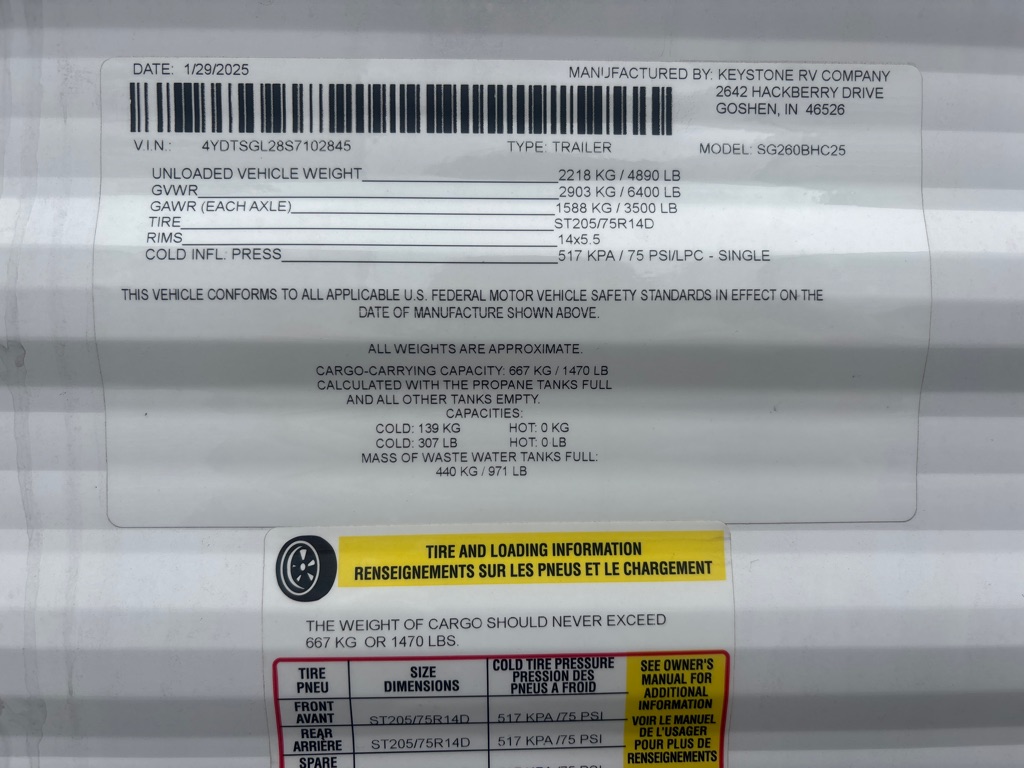 DATE: 1/29/2025
MANUFACTURED BY: KEYSTONE RV COMPANY
2642 HACKBERRY DRIVE
GOSHEN, IN 46526
V.I.N.: 4YDTSGL28S7102845 TYPE: TRAILER MODEL: SG260BHC25
UNLOADED VEHICLE WEIGHT 2218 KG / 4890 LB
GVWR 2903 KG / 6400 LB
GAWR (EACH AXLE) 1588 KG / 3500 LB
TIRE ST205/75R14D
RIMS 14x5.5
COLD INFL. PRESS 517 KPA / 75 PSI/LPC - SINGLE
THIS VEHICLE CONFORMS TO ALL APPLICABLE U.S. FEDERAL MOTOR VEHICLE SAFETY STANDARDS IN EFFECT ON THE
DATE OF MANUFACTURE SHOWN ABOVE.
ALL WEIGHTS ARE APPROXIMATE.
CARGO-CARRYING CAPACITY: 667 KG / 1470 LB
CALCULATED WITH THE PROPANE TANKS FULL
AND ALL OTHER TANKS EMPTY.
CAPACITIES:
COLD: 139 KG HOT: 0 KG
COLD: 307 LB HOT: 0 LB
MASS OF WASTE WATER TANKS FULL:
440 KG / 971 LB
TIRE AND LOADING INFORMATION
RENSEIGNEMENTS SUR LES PNEUS ET LE CHARGEMENT
THE WEIGHT OF CARGO SHOULD NEVER EXCEED
667 KG OR 1470 LBS.
TIRE
PNEU
SIZE
DIMENSIONS
COLD TIRE PRESSURE
PRESSION DES
PNEUS A FROID
SEE OWNER'S
MANUAL FOR
ADDITIONAL
INFORMATION
VOIR LE MANUEL
DE L'USAGER
POUR PLUS DE
RENSEIGNEMENTS
FRONT
AVANT
ST205/75R14D
517 KPA /75 PSI
REAR
ARRIÈRE
ST205/75R14D
517 KPA /75 PSI
SPARE